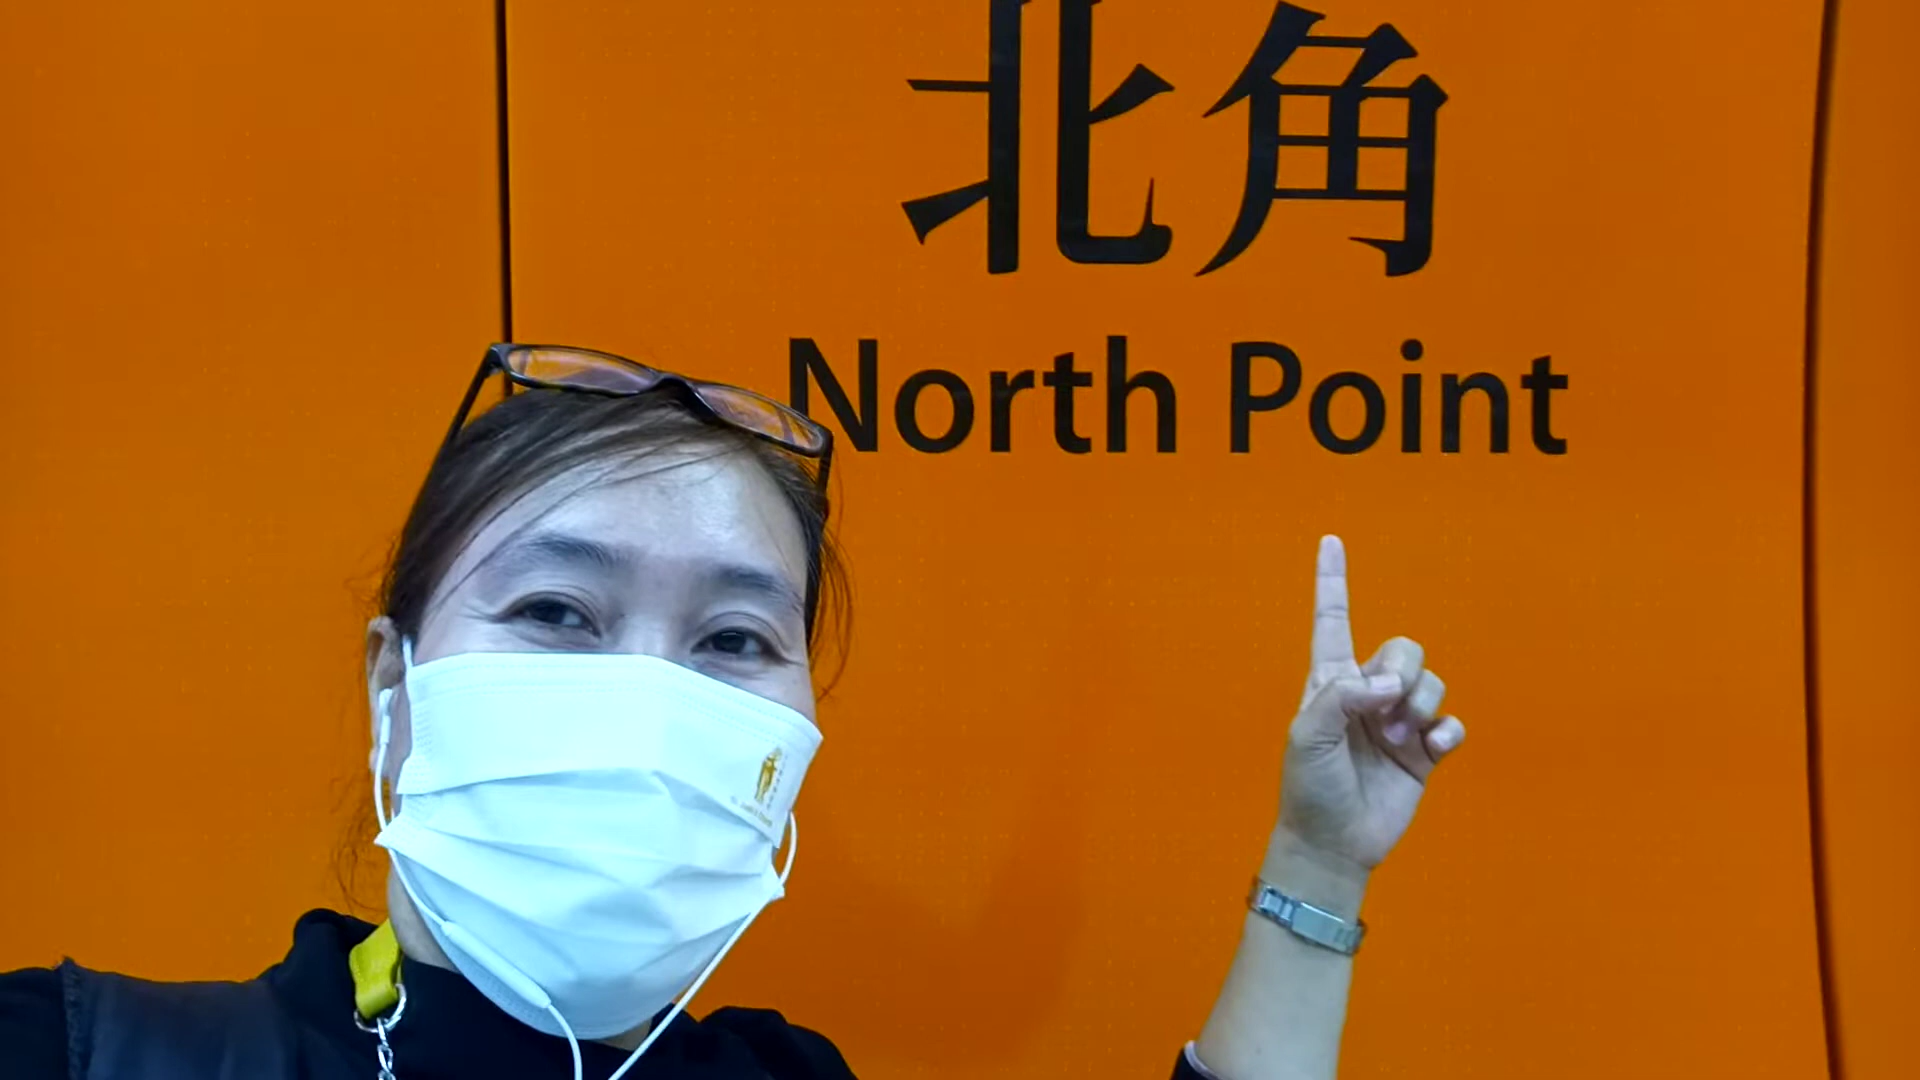 北角
North Point